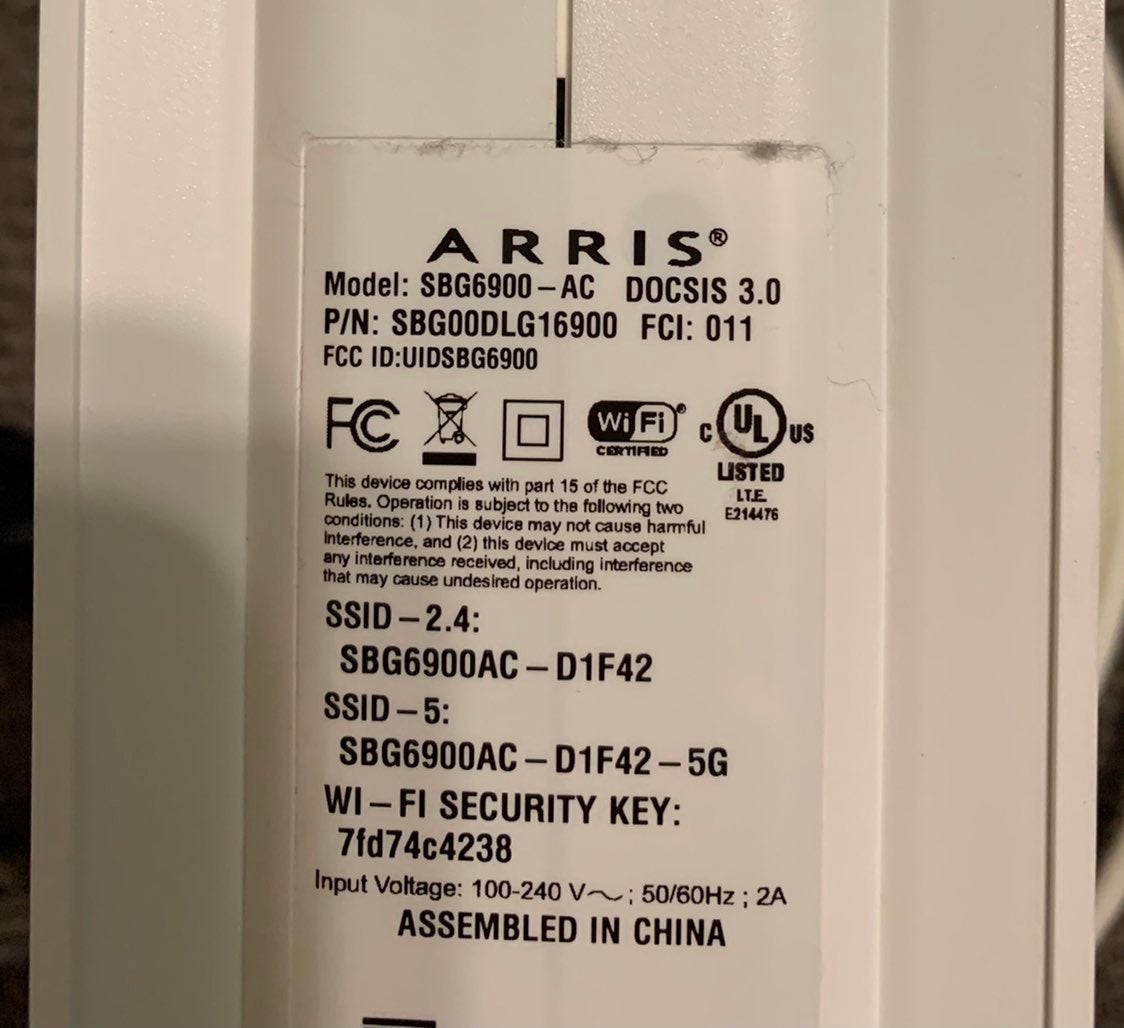 ARRIS®
Model: SBG6900-AC DOCSIS 3.0
P/N: SBG00DLG16900 FCI: 011
FCC ID:UIDSBG6900
FC WiFi® C UL US
CERTIFIED
LISTED
I.T.E.
E214476
This device complies with part 15 of the FCC
Rules. Operation is subject to the following two
conditions: (1) This device may not cause harmful
Interference, and (2) this device must accept
any interference received, including interference
that may cause undesired operation.
SSID-2.4:
SBG6900AC-D1F42
SSID-5:
SBG6900AC-D1F42-5G
WI-FI SECURITY KEY:
7fd74c4238
Input Voltage: 100-240 V~; 50/60Hz ; 2A
ASSEMBLED IN CHINA